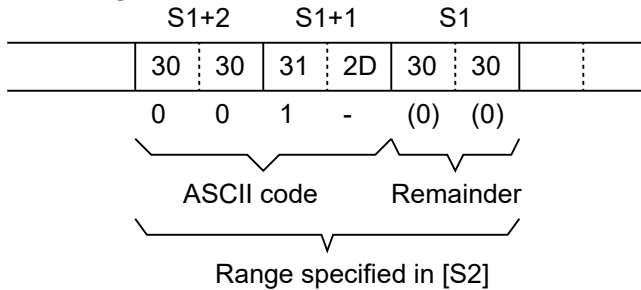 S1+2 S1+1 S1
30 30 31 2D 30 30
0 0 1 - (0) (0)
ASCII code Remainder
Range specified in [S2]